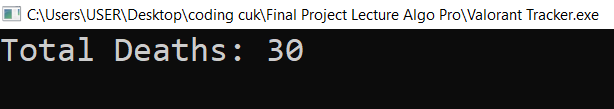 C:\Users\USER\Desktop\coding cuk\Final Project Lecture Algo Pro\Valorant Tracker.exe
Total Deaths: 30